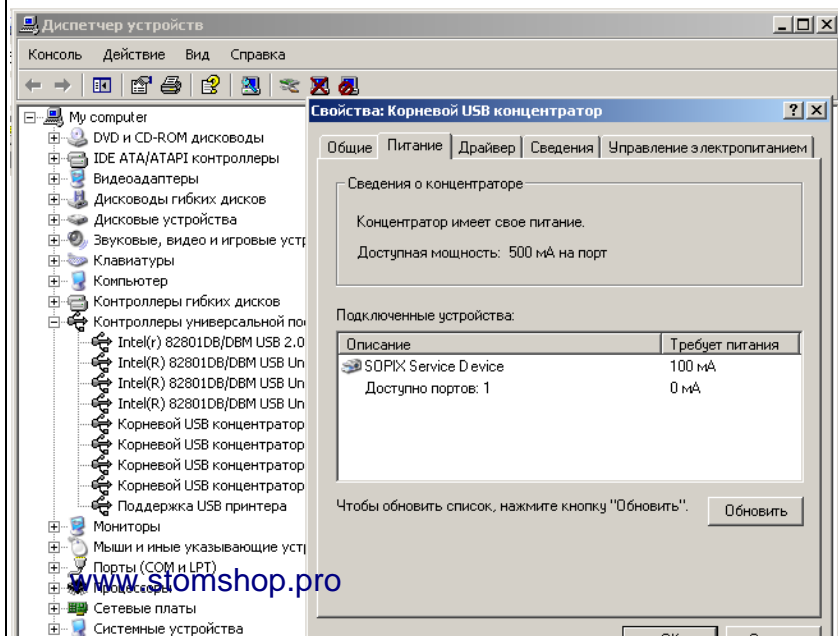 Диспетчер устройств
Консоль Действие Вид Справка
My computer
DVD и CD-ROM дисководы
IDE ATA/ATAPI контроллеры
Видеоадаптеры
Дисководы гибких дисков
Дисковые устройства
Звуковые, видео и игровые устр
Клавиатуры
Компьютер
Контроллеры гибких дисков
Контроллеры универсальной по
Intel(r) 82801DB/DBM USB 2.0
Intel(R) 82801DB/DBM USB Un
Intel(R) 82801DB/DBM USB Un
Intel(R) 82801DB/DBM USB Un
Корневой USB концентратор
Корневой USB концентратор
Корневой USB концентратор
Корневой USB концентратор
Поддержка USB принтера
Мониторы
Мыши и иные указывающие уст
Порты (COM и LPT)
Процессоры
Сетевые платы
Системные устройства
Свойства: Корневой USB концентратор
Общие Питание Драйвер Сведения Управление электропитанием
Сведения о концентраторе
Концентратор имеет свое питание.
Доступная мощность: 500 мА на порт
Подключенные устройства:
Описание Требует питания
SOPIX Service Device 100 мА
Доступно портов: 1 0 мА
Чтобы обновить список, нажмите кнопку "Обновить".
Обновить
www.stomshop.pro